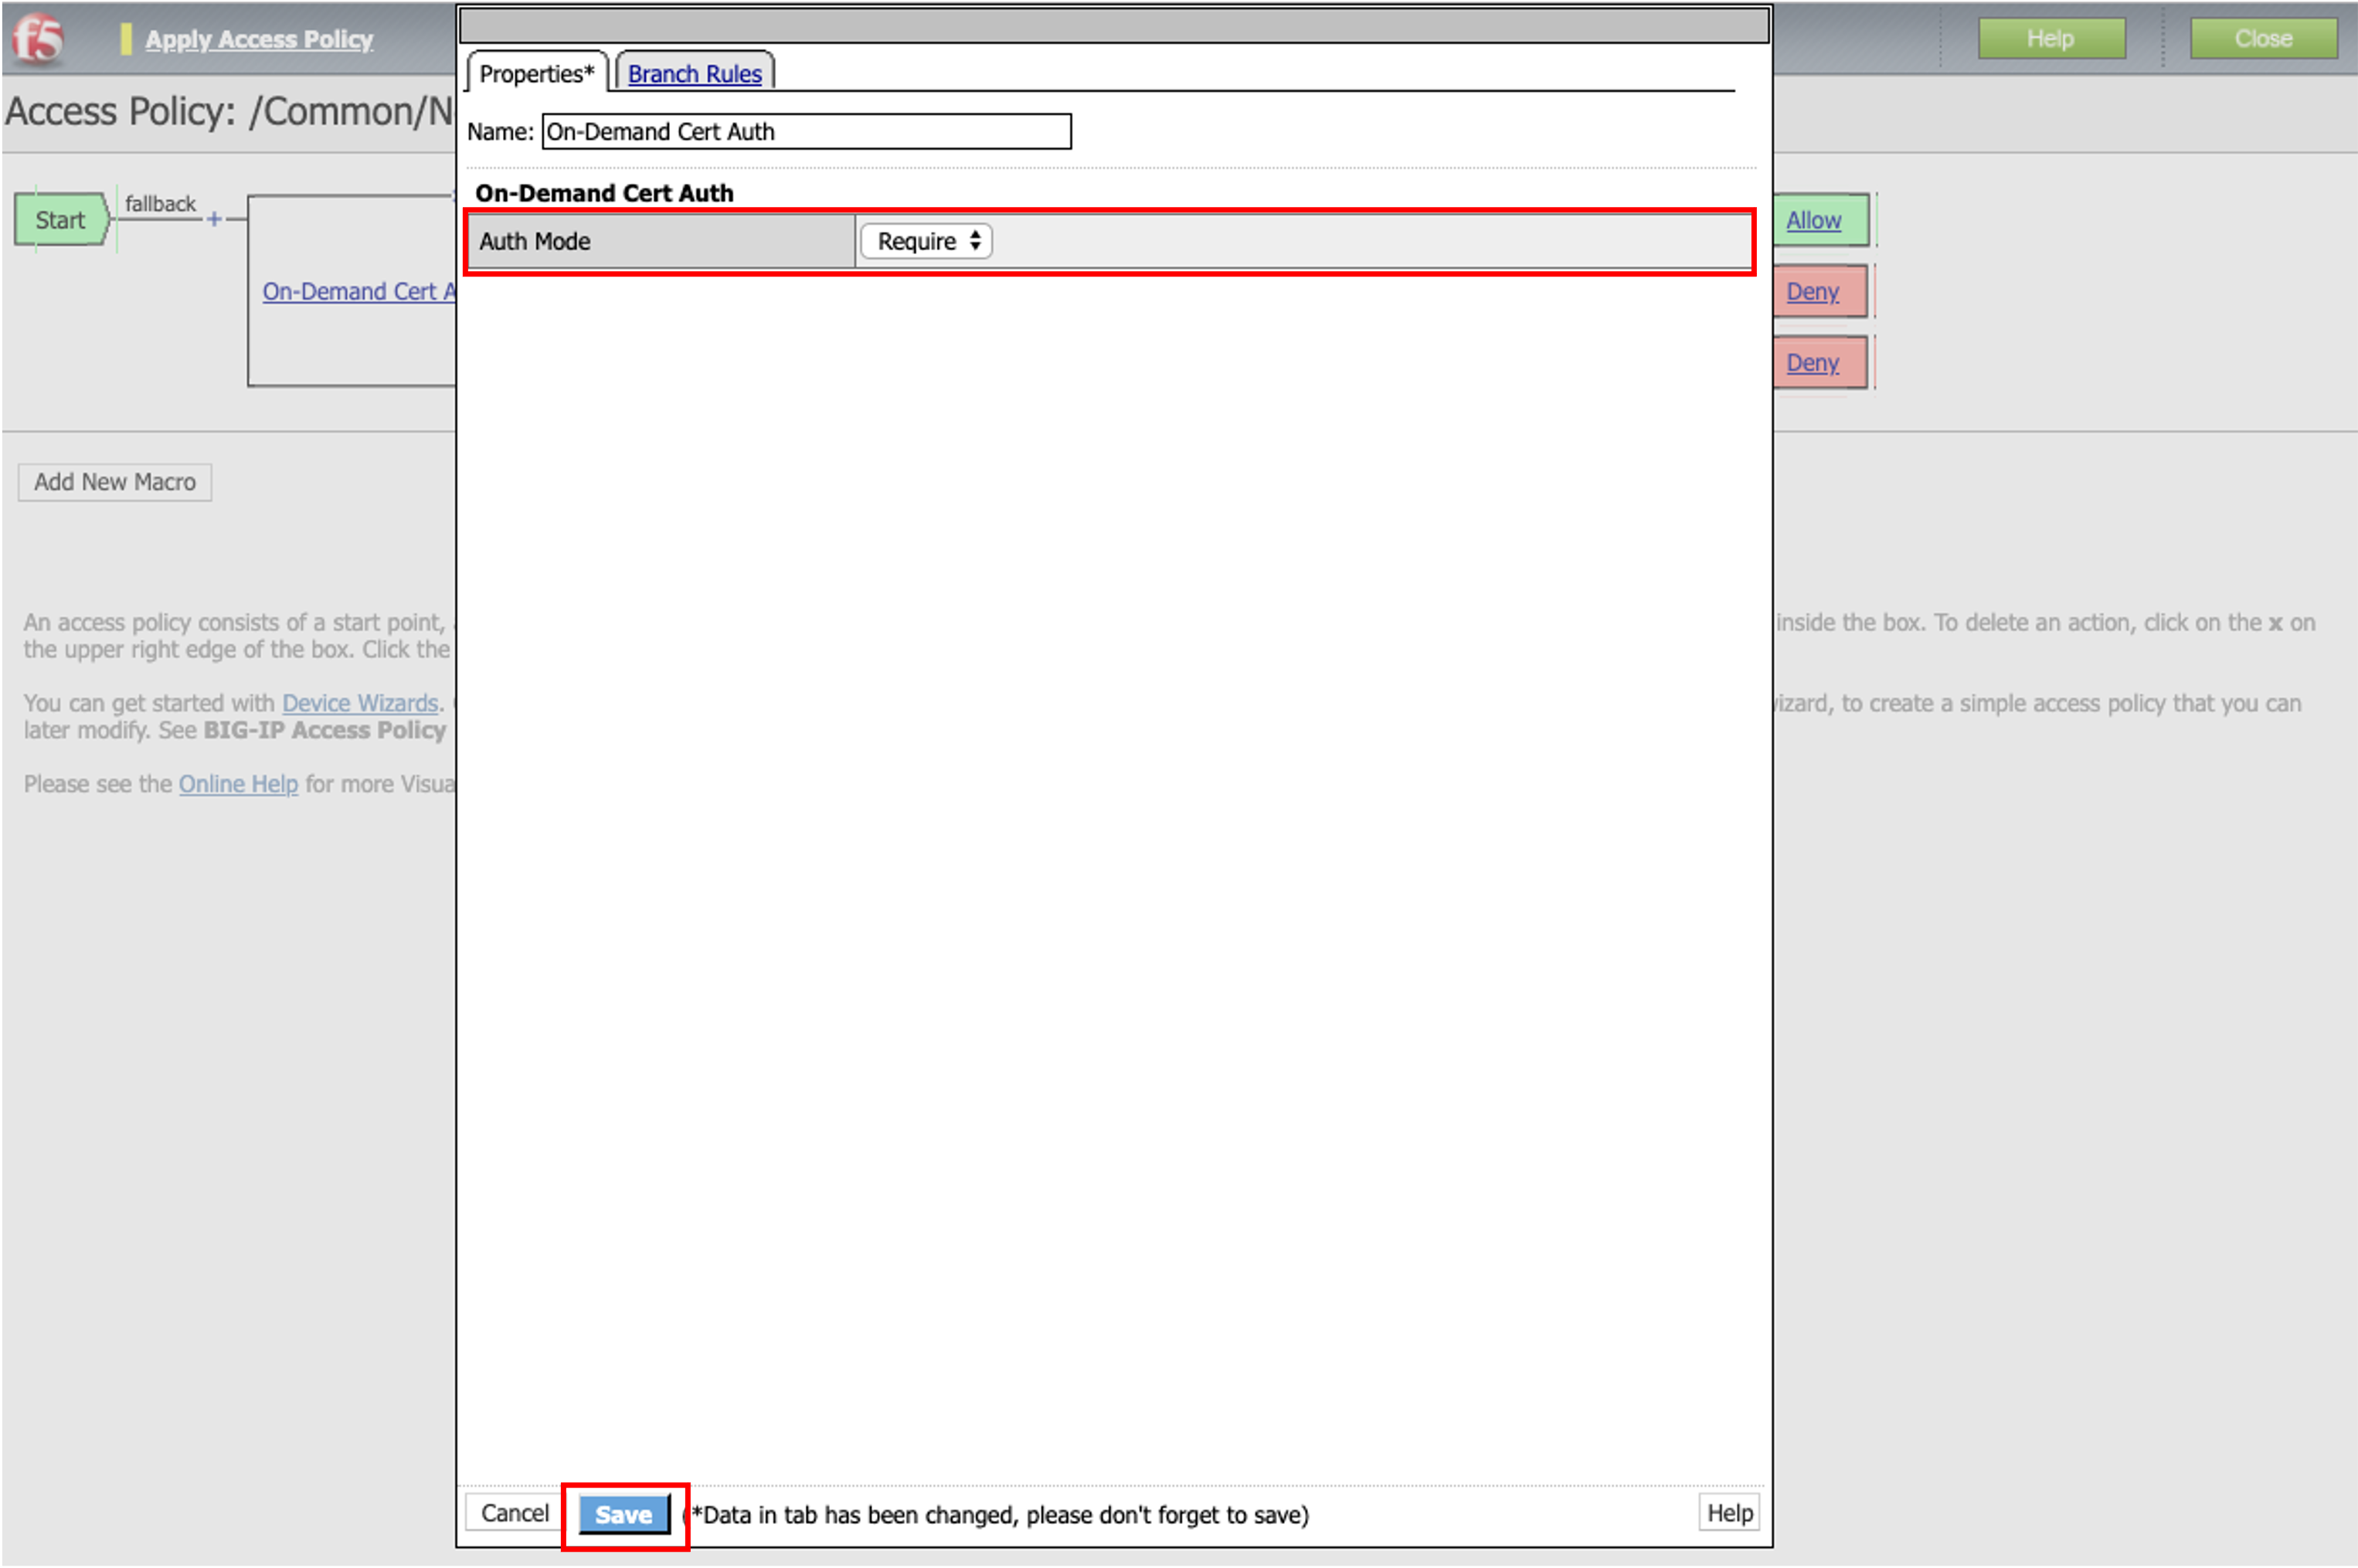 f5
Apply Access Policy
Help
Close
Access Policy: /Common/N
Properties*
Branch Rules
Name: On-Demand Cert Auth
On-Demand Cert Auth
Auth Mode
Require
Start
fallback
+
On-Demand Cert A
Allow
Deny
Deny
Add New Macro
An access policy consists of a start point,
inside the box. To delete an action, click on the x on
the upper right edge of the box. Click the
You can get started with Device Wizards.
wizard, to create a simple access policy that you can
later modify. See BIG-IP Access Policy
Please see the Online Help for more Visua
Cancel
Save
(*Data in tab has been changed, please don't forget to save)
Help